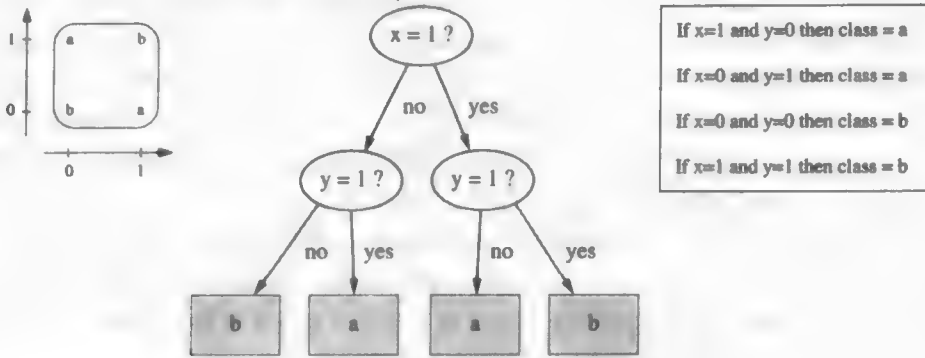 1
a b
0
b a
0 1
x = 1 ?
no yes
y = 1 ? y = 1 ?
no yes no yes
b a a b
If x=1 and y=0 then class = a
If x=0 and y=1 then class = a
If x=0 and y=0 then class = b
If x=1 and y=1 then class = b